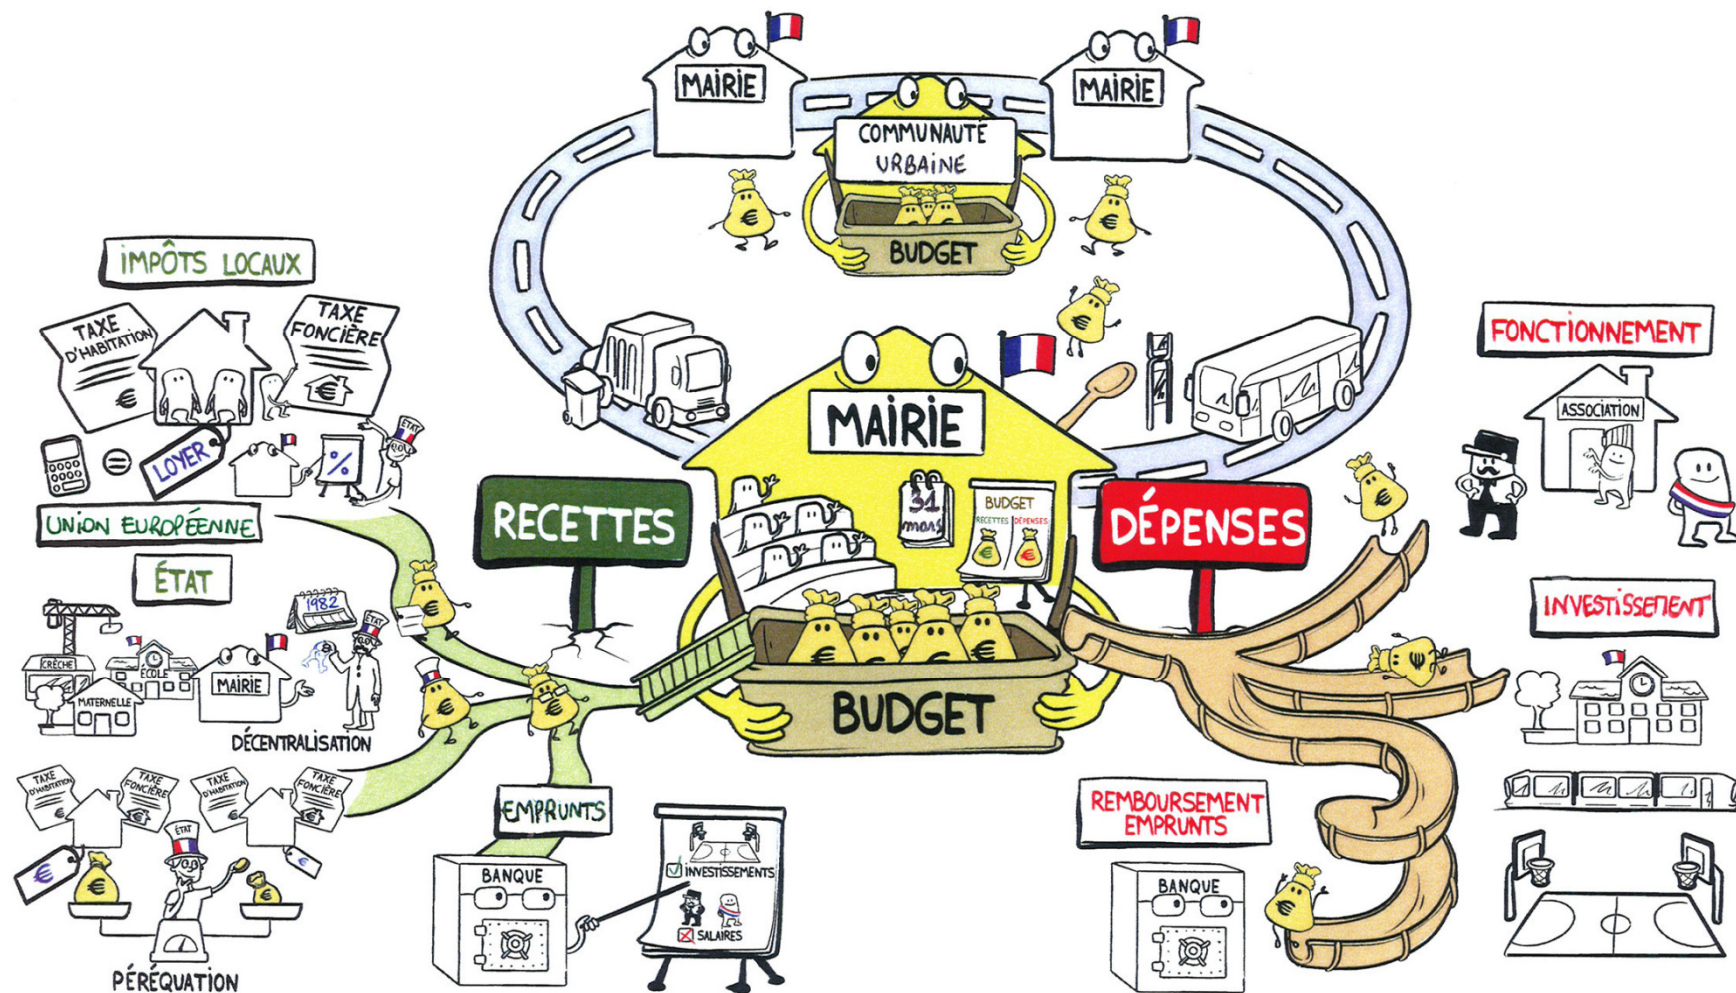 MAIRIE
MAIRIE
COMMUNAUTÉ
URBAINE
€
€
€
€
€
BUDGET
€
IMPÔTS LOCAUX
TAXE
D'HABITATION
€
TAXE
FONCIÈRE
€
=
LOYER
%
ÉTAT
UNION EUROPÉENNE
ÉTAT
CRÈCHE
ÉCOLE
MATERNELLE
MAIRIE
1982
ÉTAT
DÉCENTRALISATION
TAXE
D'HABITATION
€
TAXE
FONCIÈRE
€
TAXE
D'HABITATION
€
TAXE
FONCIÈRE
€
ÉTAT
€
€
€
€
PÉRÉQUATION
RECETTES
€
€
€
MAIRIE
31
mars
BUDGET
RECETTES
DÉPENSES
€
€
€
€
€
€
€
BUDGET
EMPRUNTS
BANQUE
INVESTISSEMENTS
SALAIRES
DÉPENSES
€
€
REMBOURSEMENT
EMPRUNTS
BANQUE
€
FONCTIONNEMENT
ASSOCIATION
INVESTISSEMENT